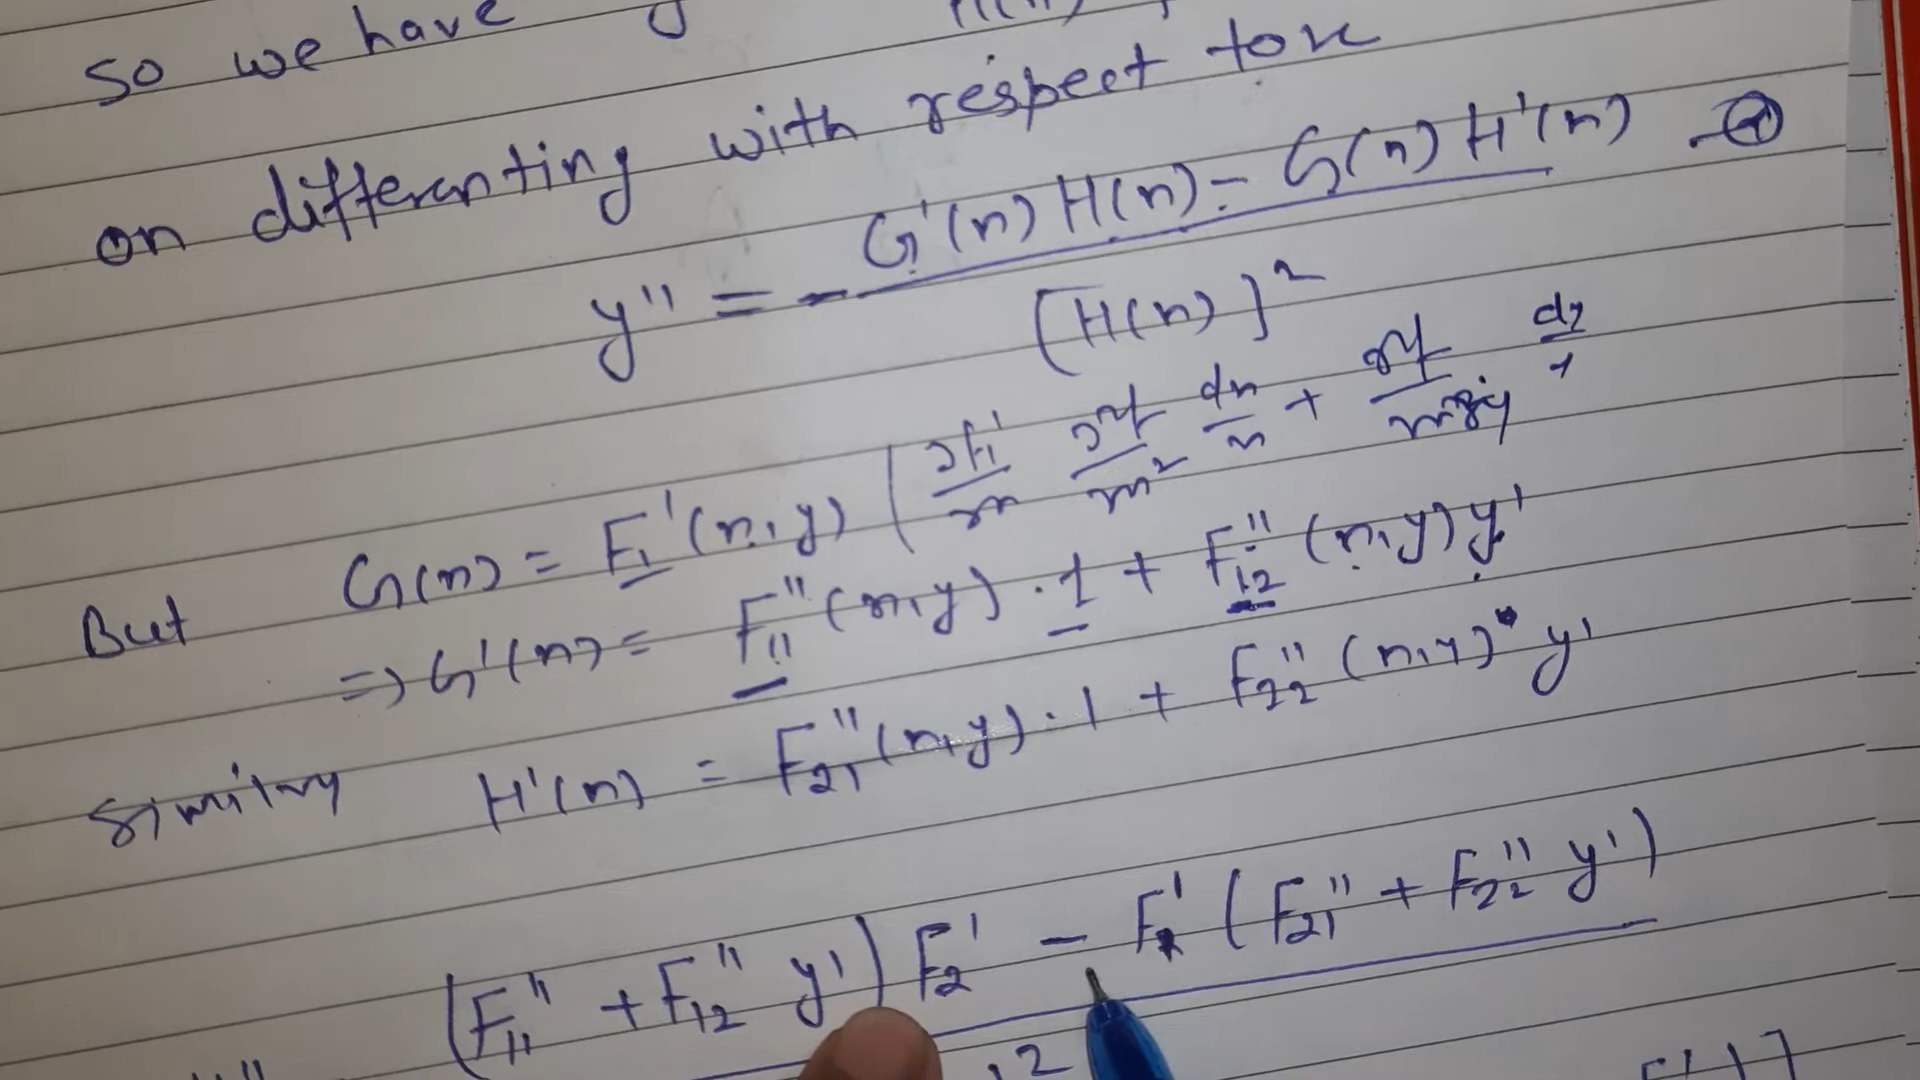 so we have
on differanting with respect to x
y'' = - G'(x) H(x) - G(x) H'(x)
[H(x)]²
But G(x) = F₁'(x,y) (
=> G'(x) = F₁₁''(x,y) . 1 + F₁₂''(x,y) y'
similary H'(x) = F₂₁''(x,y) . 1 + F₂₂''(x,y) y'
(F₁₁'' + F₁₂'' y') F₂' - F₁' (F₂₁'' + F₂₂'' y')